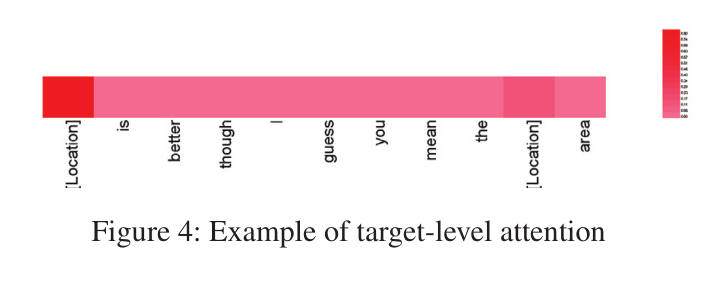 [Location]
is
better
though
I
guess
you
mean
the
[Location]
area
Figure 4: Example of target-level attention